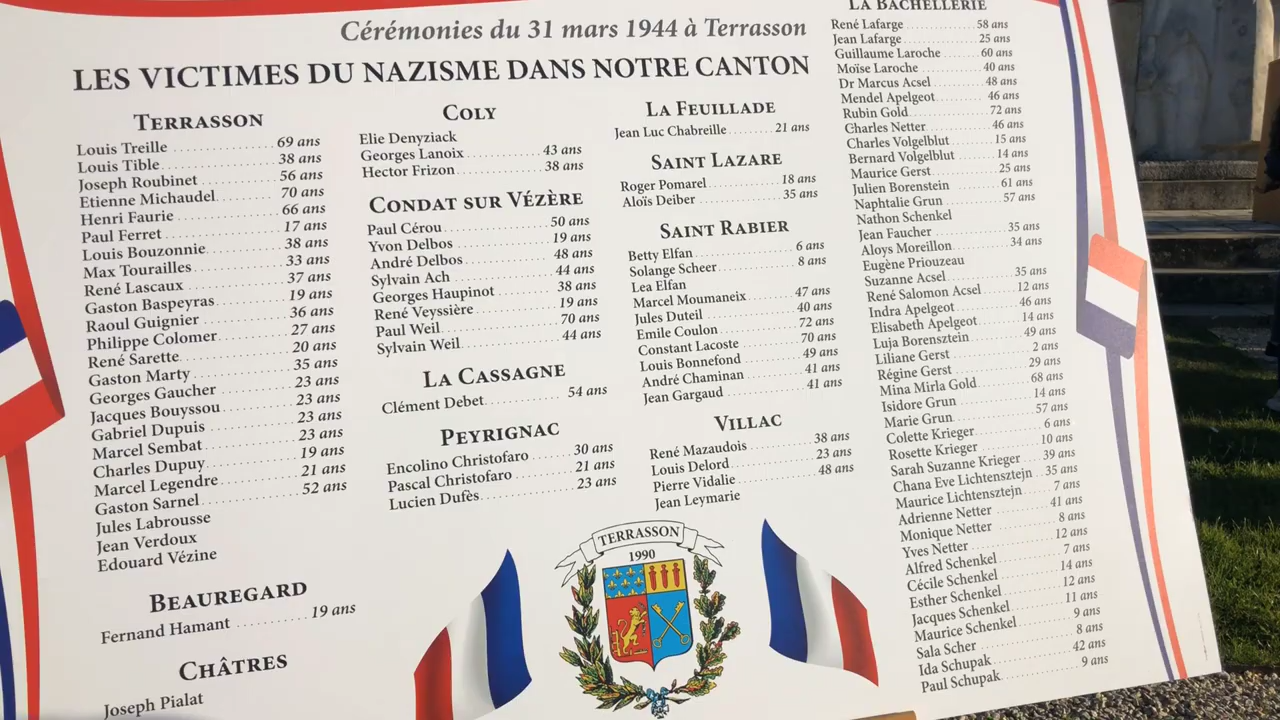 Cérémonies du 31 mars 1944 à Terrasson
LES VICTIMES DU NAZISME DANS NOTRE CANTON
TERRASSON
Louis Treille 69 ans
Louis Tible 38 ans
Joseph Roubinet 56 ans
Etienne Michaudel 70 ans
Henri Faurie 66 ans
Paul Ferret 17 ans
Louis Bouzonnie 38 ans
Max Tourailles 33 ans
René Lascaux 37 ans
Gaston Baspeyras 19 ans
Raoul Guignier 36 ans
Philippe Colomer 27 ans
René Sarette 20 ans
Gaston Marty 35 ans
Georges Gaucher 23 ans
Jacques Bouyssou 23 ans
Gabriel Dupuis 23 ans
Marcel Sembat 23 ans
Charles Dupuy 19 ans
Marcel Legendre 21 ans
Gaston Sarnel 52 ans
Jules Labrousse
Jean Verdoux
Edouard Vézine
BEAUREGARD
Fernand Hamant 19 ans
CHÂTRES
Joseph Pialat
COLY
Elie Denyziack
Georges Lanoix 43 ans
Hector Frizon 38 ans
CONDAT SUR VÉZÈRE
Paul Cérou 50 ans
Yvon Delbos 19 ans
André Delbos 48 ans
Sylvain Ach 44 ans
Georges Haupinot 38 ans
René Veyssière 19 ans
Paul Weil 70 ans
Sylvain Weil 44 ans
LA CASSAGNE
Clément Debet 54 ans
PEYRIGNAC
Encolino Christofaro 30 ans
Pascal Christofaro 21 ans
Lucien Dufès 23 ans
LA FEUILLADE
Jean Luc Chabreille 21 ans
SAINT LAZARE
Roger Pomarel 18 ans
Aloïs Deiber 35 ans
SAINT RABIER
Betty Elfan 6 ans
Solange Scheer 8 ans
Lea Elfan
Marcel Moumaneix 47 ans
Jules Duteil 40 ans
Emile Coulon 72 ans
Constant Lacoste 70 ans
Louis Bonnefond 49 ans
André Chaminan 41 ans
Jean Gargaud 41 ans
VILLAC
René Mazaudois 38 ans
Louis Delord 23 ans
Pierre Vidalie 48 ans
Jean Leymarie
TERRASSON
1990
LA BACHELLERIE
René Lafarge 58 ans
Jean Lafarge 25 ans
Guillaume Laroche 60 ans
Moïse Laroche 40 ans
Dr Marcus Acsel 48 ans
Mendel Apelgeot 46 ans
Rubin Gold 72 ans
Charles Netter 46 ans
Charles Volgelblut 15 ans
Bernard Volgelblut 14 ans
Maurice Gerst 25 ans
Julien Borenstein 61 ans
Naphtalie Grun 57 ans
Nathon Schenkel
Jean Faucher 35 ans
Aloys Moreillon 34 ans
Eugène Priouzeau
Suzanne Acsel 35 ans
René Salomon Acsel 12 ans
Indra Apelgeot 46 ans
Elisabeth Apelgeot 14 ans
Luja Borensztein 49 ans
Liliane Gerst 2 ans
Régine Gerst 29 ans
Mina Mirla Gold 68 ans
Isidore Grun 14 ans
Marie Grun 57 ans
Colette Krieger 6 ans
Rosette Krieger 10 ans
Sarah Suzanne Krieger 39 ans
Chana Eve Lichtensztejn 35 ans
Maurice Lichtensztejn 7 ans
Adrienne Netter 41 ans
Monique Netter 8 ans
Yves Netter 12 ans
Alfred Schenkel 7 ans
Cécile Schenkel 14 ans
Esther Schenkel 12 ans
Jacques Schenkel 11 ans
Maurice Schenkel 9 ans
Sala Scher 8 ans
Ida Schupak 42 ans
Paul Schupak 9 ans